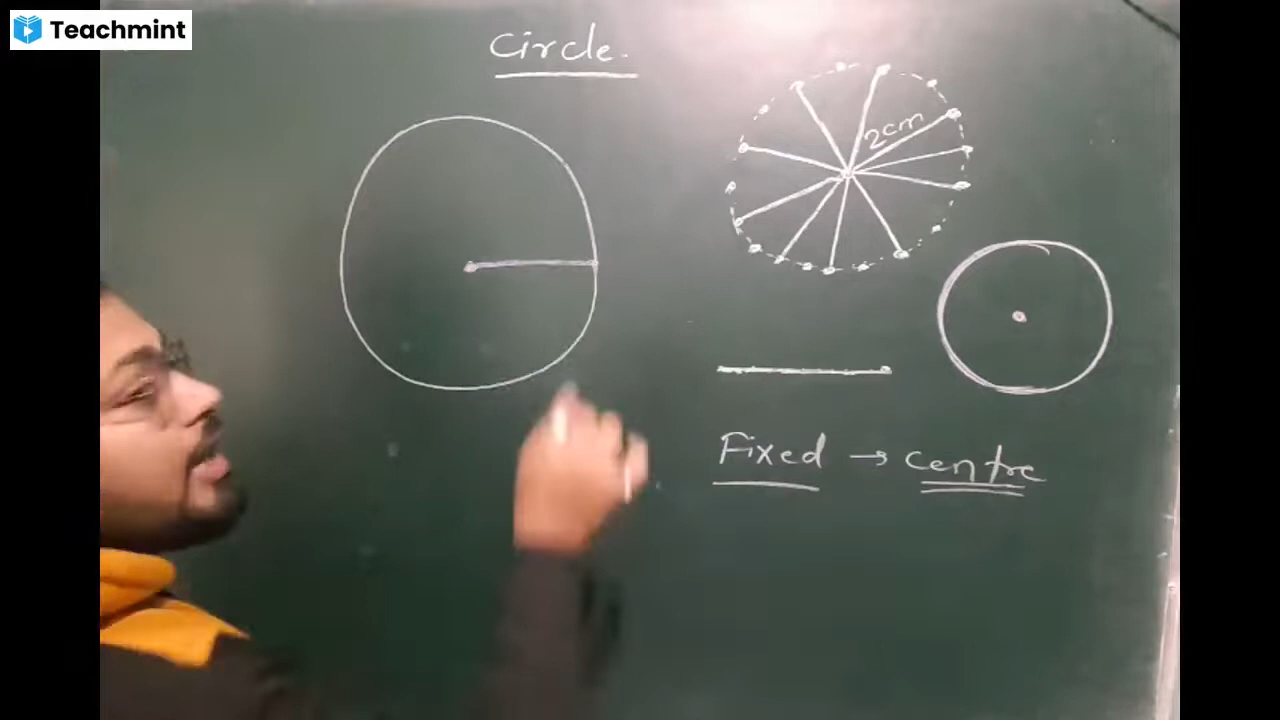 Teachmint
Circle.
2cm
Fixed → Centre